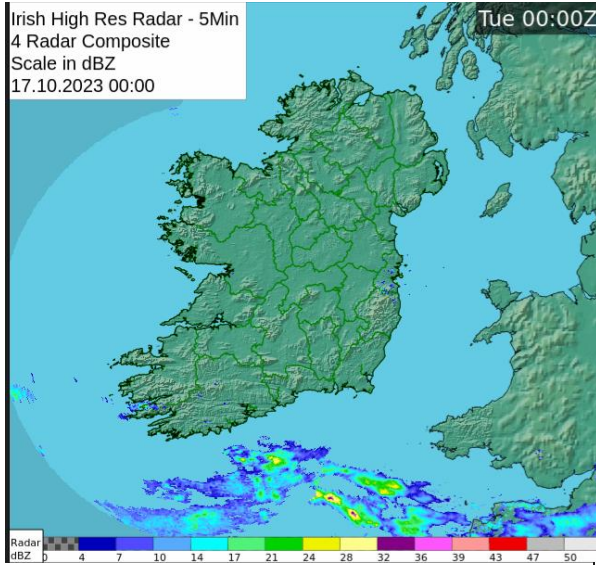 Irish High Res Radar - 5Min
4 Radar Composite
Scale in dBZ
17.10.2023 00:00
Tue 00:00Z
Radar
dBZ
0 4 7 10 14 17 21 24 28 32 36 39 43 47 50